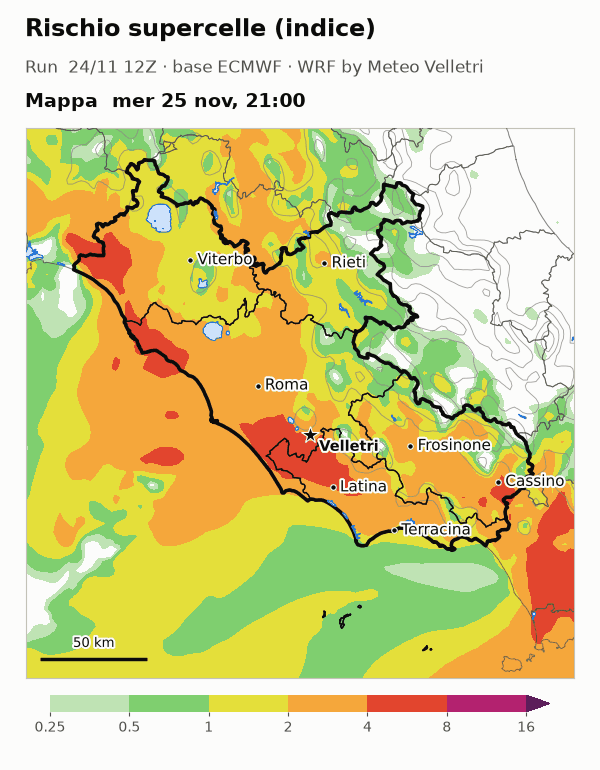 Rischio supercelle (indice)
Run  24/11 12Z · base ECMWF · WRF by Meteo Velletri
Mappa  mer 25 nov, 21:00
Viterbo
Rieti
Roma
Velletri
Frosinone
Cassino
Latina
Terracina
50 km
0.25 0.5 1 2 4 8 16